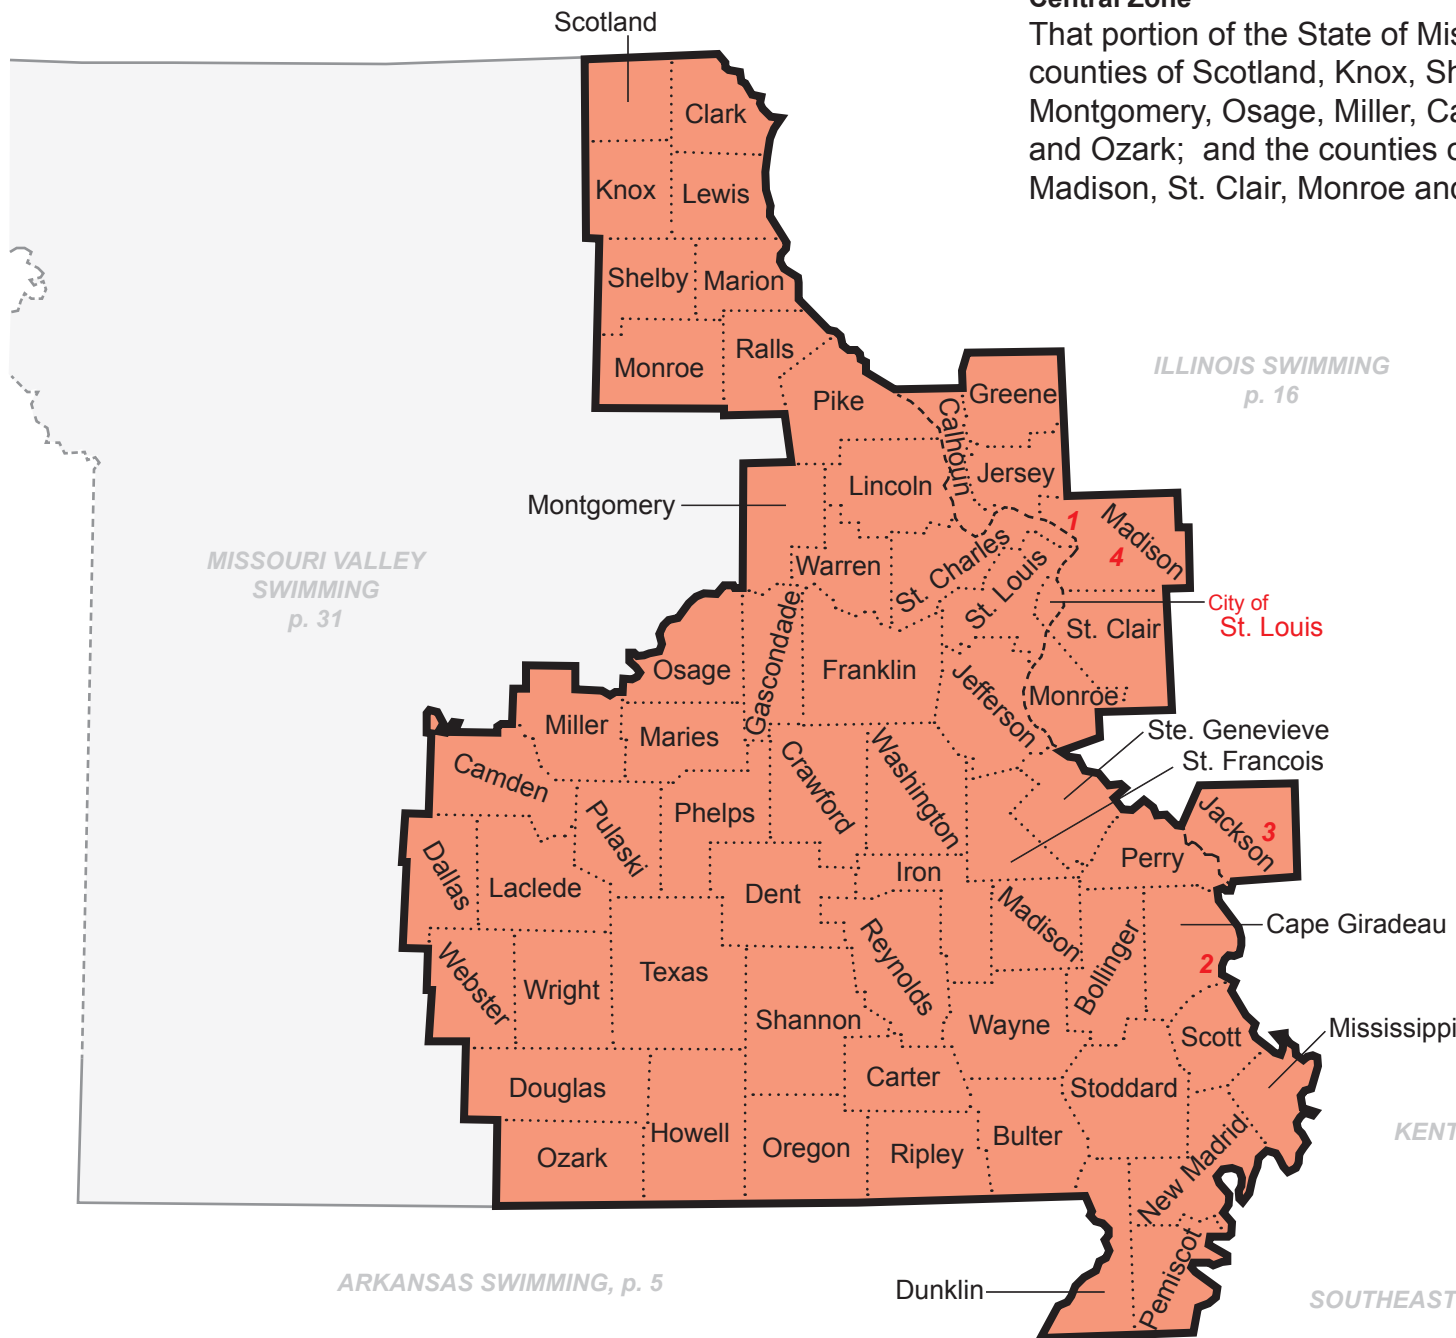 Central Zone
That portion of the State of Mis
counties of Scotland, Knox, Sh
Montgomery, Osage, Miller, Ca
and Ozark; and the counties o
Madison, St. Clair, Monroe and
Scotland
Clark
Knox
Lewis
Shelby
Marion
Monroe
Ralls
Pike
Calhoun
Greene
ILLINOIS SWIMMING
p. 16
Jersey
Lincoln
Montgomery
1
Madison
4
MISSOURI VALLEY
SWIMMING
p. 31
Warren
St. Charles
St. Louis
City of
St. Louis
St. Clair
Osage
Gascondade
Franklin
Jefferson
Monroe
Miller
Maries
Ste. Genevieve
St. Francois
Camden
Crawford
Washington
Pulaski
Phelps
Jackson
3
Perry
Dallas
Laclede
Iron
Dent
Madison
Cape Giradeau
Webster
Wright
Texas
Reynolds
Bollinger
2
Shannon
Wayne
Scott
Mississippi
Douglas
Carter
Stoddard
Howell
Ozark
Oregon
Ripley
Bulter
New Madrid
KENT
Pemiscot
ARKANSAS SWIMMING, p. 5
Dunklin
SOUTHEAST